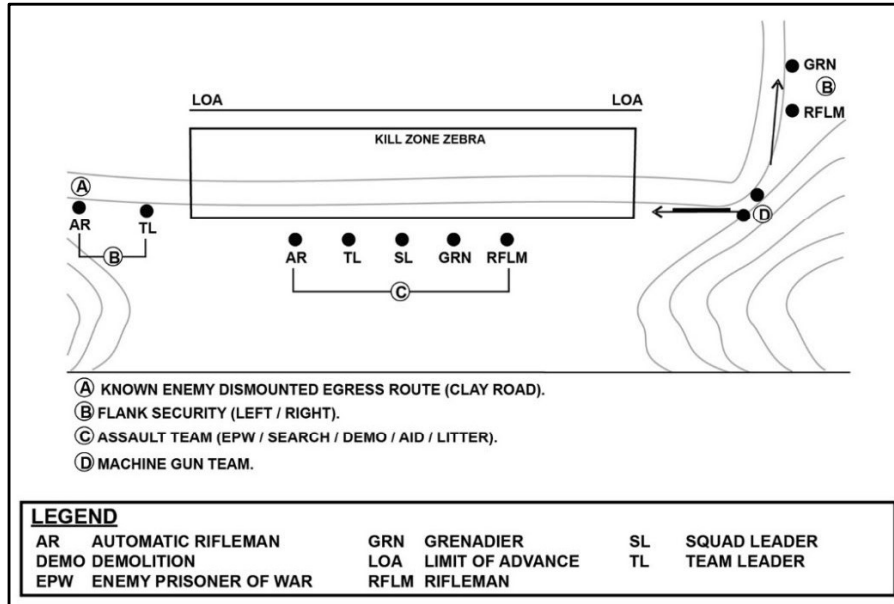 GRN
B
RFLM
LOA LOA
KILL ZONE ZEBRA
A
D
AR TL
B
AR TL SL GRN RFLM
C
A KNOWN ENEMY DISMOUNTED EGRESS ROUTE (CLAY ROAD).
B FLANK SECURITY (LEFT / RIGHT).
C ASSAULT TEAM (EPW / SEARCH / DEMO / AID / LITTER).
D MACHINE GUN TEAM.
LEGEND
AR AUTOMATIC RIFLEMAN GRN GRENADIER SL SQUAD LEADER
DEMO DEMOLITION LOA LIMIT OF ADVANCE TL TEAM LEADER
EPW ENEMY PRISONER OF WAR RFLM RIFLEMAN